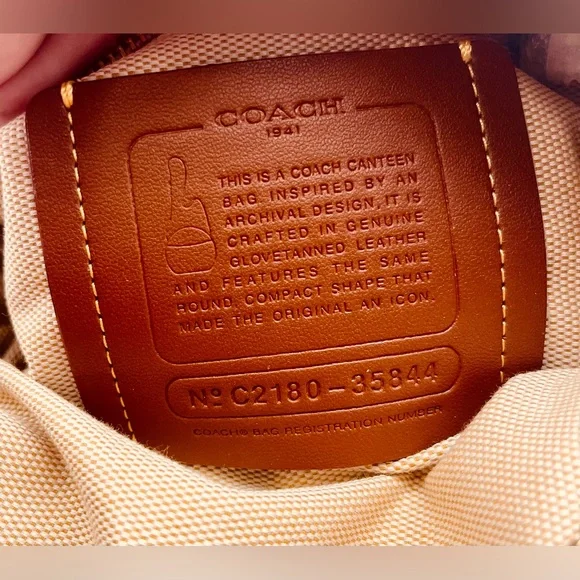 COACH
1941
THIS IS A COACH CANTEEN
BAG INSPIRED BY AN
ARCHIVAL DESIGN, IT IS
CRAFTED IN GENUINE
GLOVETANNED LEATHER
AND FEATURES THE SAME
ROUND, COMPACT SHAPE THAT
MADE THE ORIGINAL AN ICON.
No C2180-35844
COACH® BAG REGISTRATION NUMBER